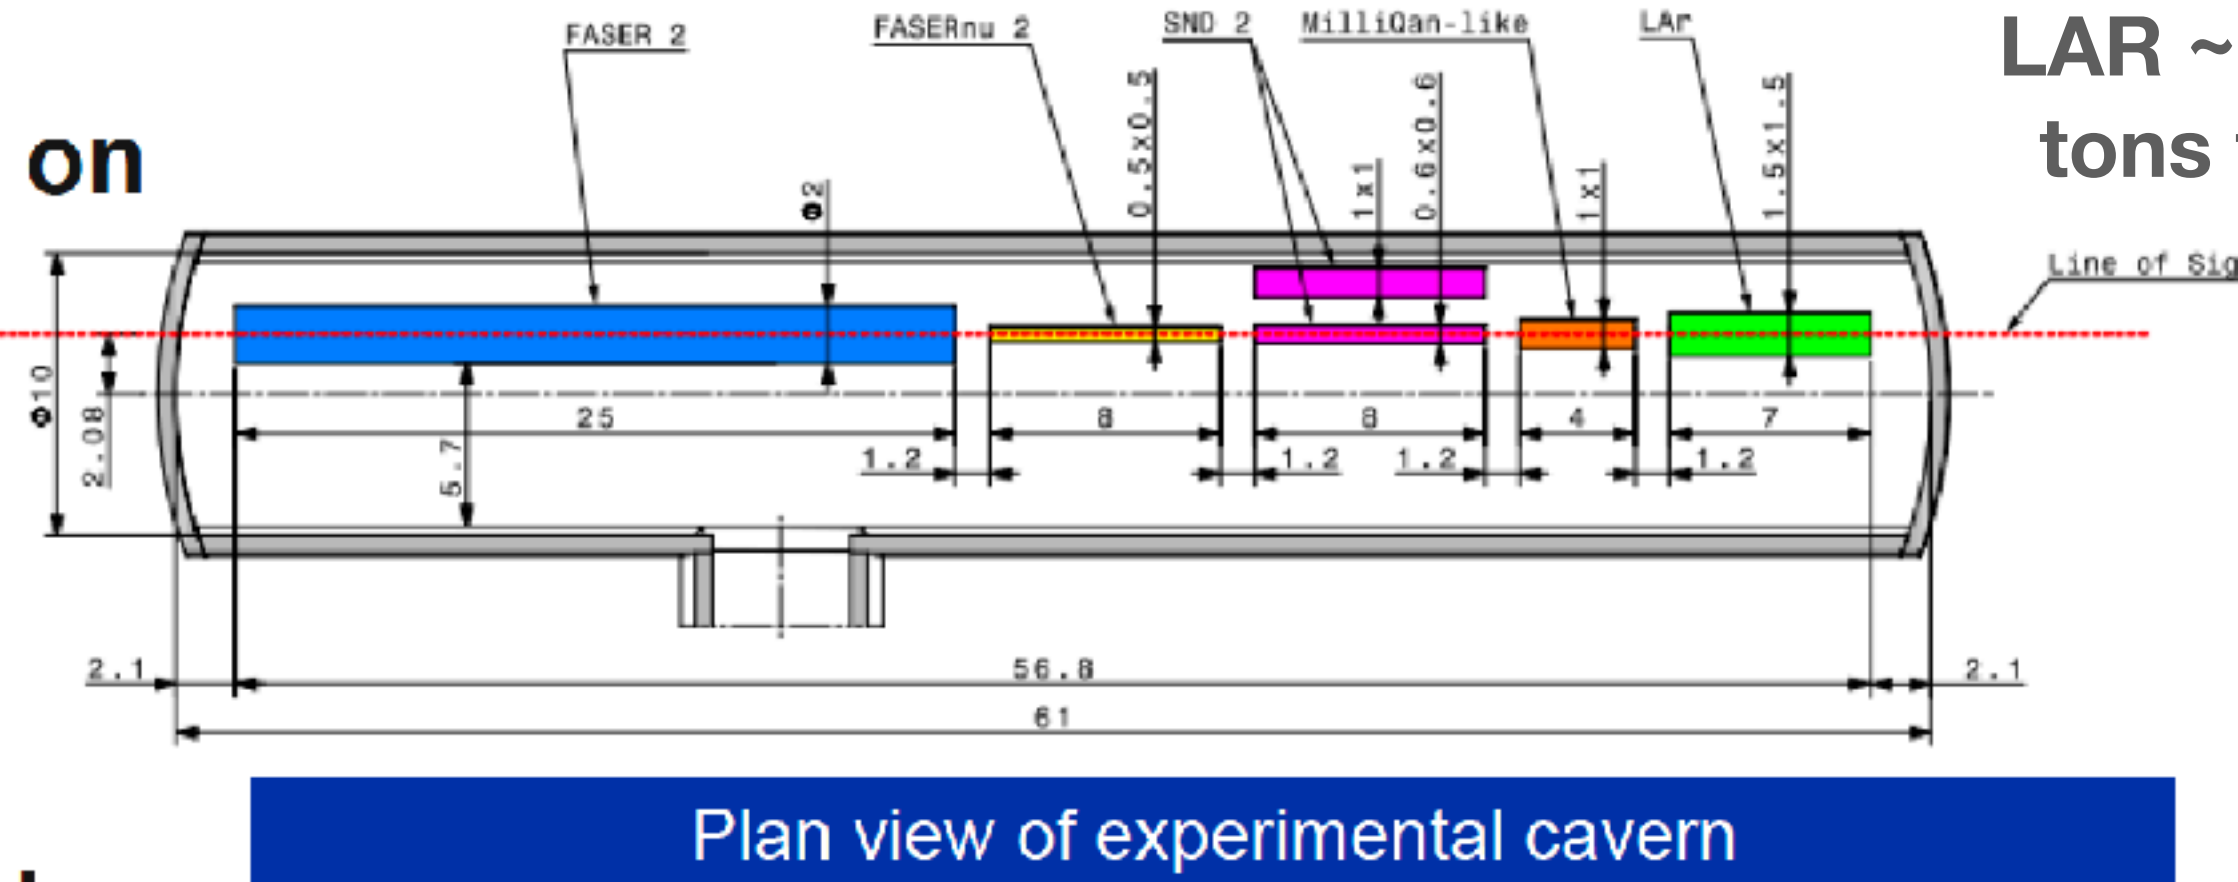 FASER 2
FASERnu 2
SND 2
MilliQan-like
LAr
LAR ~
tons
on
Line of Sig
Φ2
0.5x0.5
1x1
0.6x0.6
1x1
1.5x1.5
Φ10
2.08
5.7
25
8
8
4
7
1.2
1.2
1.2
1.2
2.1
56.8
2.1
61
Plan view of experimental cavern